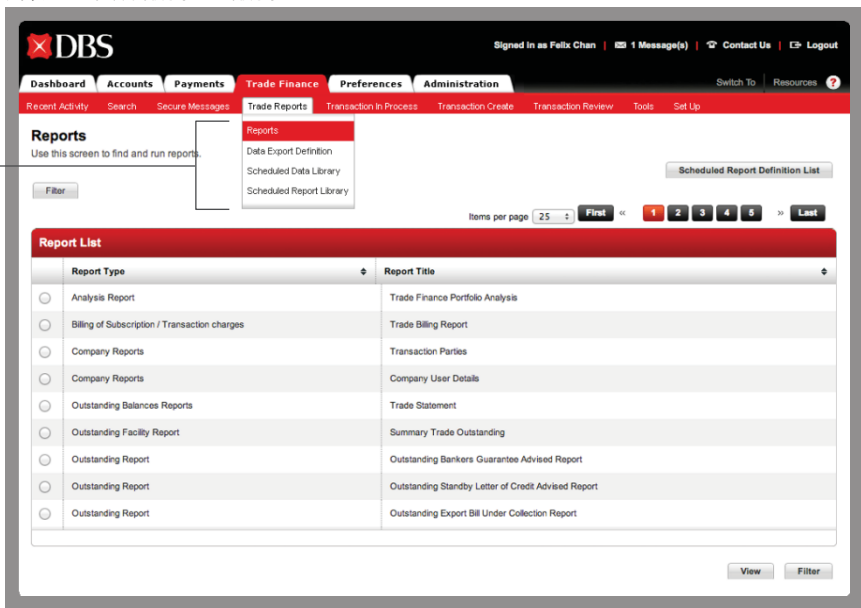 DBS
Signed in as Felix Chan | 1 Message(s) | Contact Us | Logout
Dashboard Accounts Payments Trade Finance Preferences Administration Switch To Resources ?
Recent Activity Search Secure Messages Trade Reports Transaction In Process Transaction Create Transaction Review Tools Set Up
Reports
Use this screen to find and run reports.
Reports
Data Export Definition
Scheduled Data Library
Scheduled Report Library
Scheduled Report Definition List
Filter
Items per page 25 First « 1 2 3 4 5 » Last
Report List
Report Type Report Title
Analysis Report Trade Finance Portfolio Analysis
Billing of Subscription / Transaction charges Trade Billing Report
Company Reports Transaction Parties
Company Reports Company User Details
Outstanding Balances Reports Trade Statement
Outstanding Facility Report Summary Trade Outstanding
Outstanding Report Outstanding Bankers Guarantee Advised Report
Outstanding Report Outstanding Standby Letter of Credit Advised Report
Outstanding Report Outstanding Export Bill Under Collection Report
View Filter